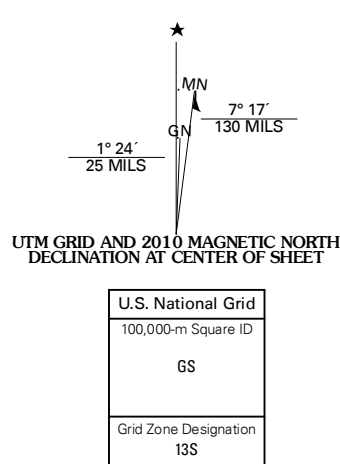 MN
7° 17´
130 MILS
GN
1° 24´
25 MILS
UTM GRID AND 2010 MAGNETIC NORTH
DECLINATION AT CENTER OF SHEET
U.S. National Grid
100,000-m Square ID
GS
Grid Zone Designation
13S